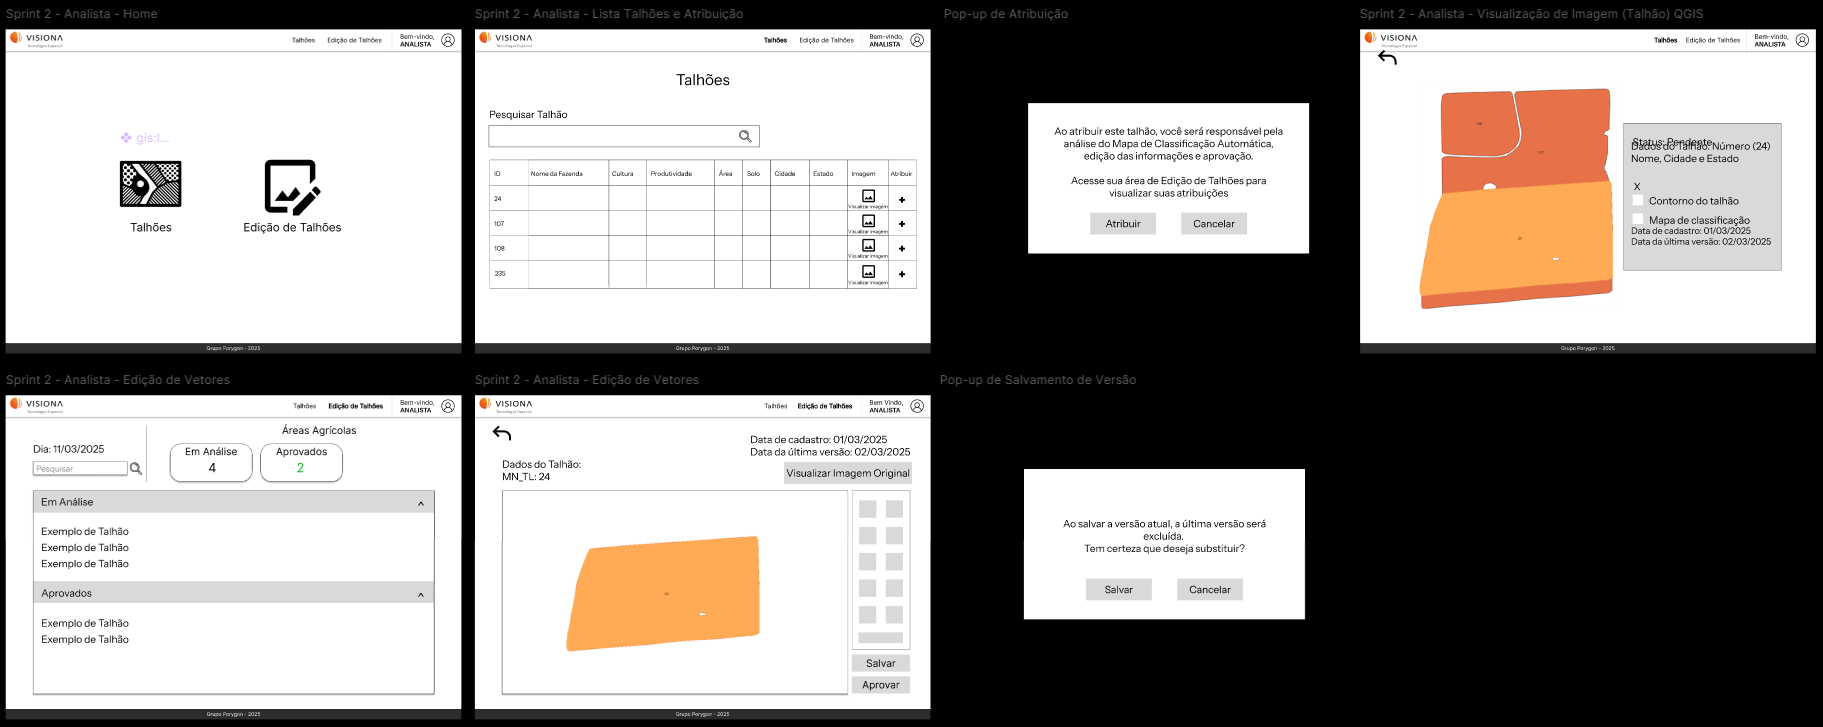 Sprint 2 - Analista - Home
VISIONA
Tecnologia Espacial
Talhões
Edição de Talhões
Bem-vindo,
ANALISTA
gis:l...
Talhões
Edição de Talhões
Grupo Porygon - 2025
Sprint 2 - Analista - Lista Talhões e Atribuição
VISIONA
Tecnologia Espacial
Talhões
Edição de Talhões
Bem-vindo,
ANALISTA
Talhões
Pesquisar Talhão
ID
Nome da Fazenda
Cultura
Produtividade
Área
Solo
Cidade
Estado
Imagem
Atribuir
24
Visualizar Imagem
+
107
Visualizar Imagem
+
108
Visualizar Imagem
+
235
Visualizar Imagem
+
Grupo Porygon - 2025
Pop-up de Atribuição
Ao atribuir este talhão, você será responsável pela
análise do Mapa de Classificação Automática,
edição das informações e aprovação.
Acesse sua área de Edição de Talhões para
visualizar suas atribuições
Atribuir
Cancelar
Sprint 2 - Analista - Visualização de Imagem (Talhão) QGIS
VISIONA
Tecnologia Espacial
Talhões
Edição de Talhões
Bem-vindo,
ANALISTA
Status: Pendente
Dados do Talhão: Número (24)
Nome, Cidade e Estado
X
Contorno do talhão
Mapa de classificação
Data de cadastro: 01/03/2025
Data da última versão: 02/03/2025
Grupo Porygon - 2025
Sprint 2 - Analista - Edição de Vetores
VISIONA
Tecnologia Espacial
Talhões
Edição de Talhões
Bem-vindo,
ANALISTA
Dia: 11/03/2025
Pesquisar
Áreas Agrícolas
Em Análise
4
Aprovados
2
Em Análise
Exemplo de Talhão
Exemplo de Talhão
Exemplo de Talhão
Aprovados
Exemplo de Talhão
Exemplo de Talhão
Grupo Porygon - 2025
Sprint 2 - Analista - Edição de Vetores
VISIONA
Tecnologia Espacial
Talhões
Edição de Talhões
Bem Vindo,
ANALISTA
Data de cadastro: 01/03/2025
Data da última versão: 02/03/2025
Dados do Talhão:
MN_TL: 24
Visualizar Imagem Original
Salvar
Aprovar
Grupo Porygon - 2025
Pop-up de Salvamento de Versão
Ao salvar a versão atual, a última versão será
excluída.
Tem certeza que deseja substituir?
Salvar
Cancelar